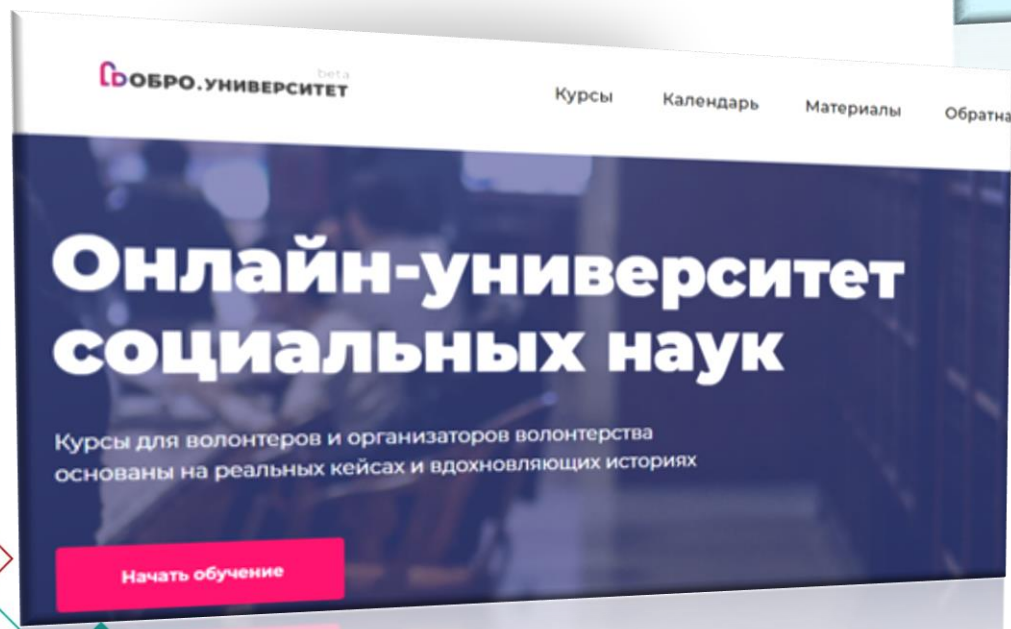 ДОБРО.УНИВЕРСИТЕТ beta
Курсы Календарь Материалы Обратна
Онлайн-университет
социальных наук
Курсы для волонтеров и организаторов волонтерства
основаны на реальных кейсах и вдохновляющих историях
Начать обучение